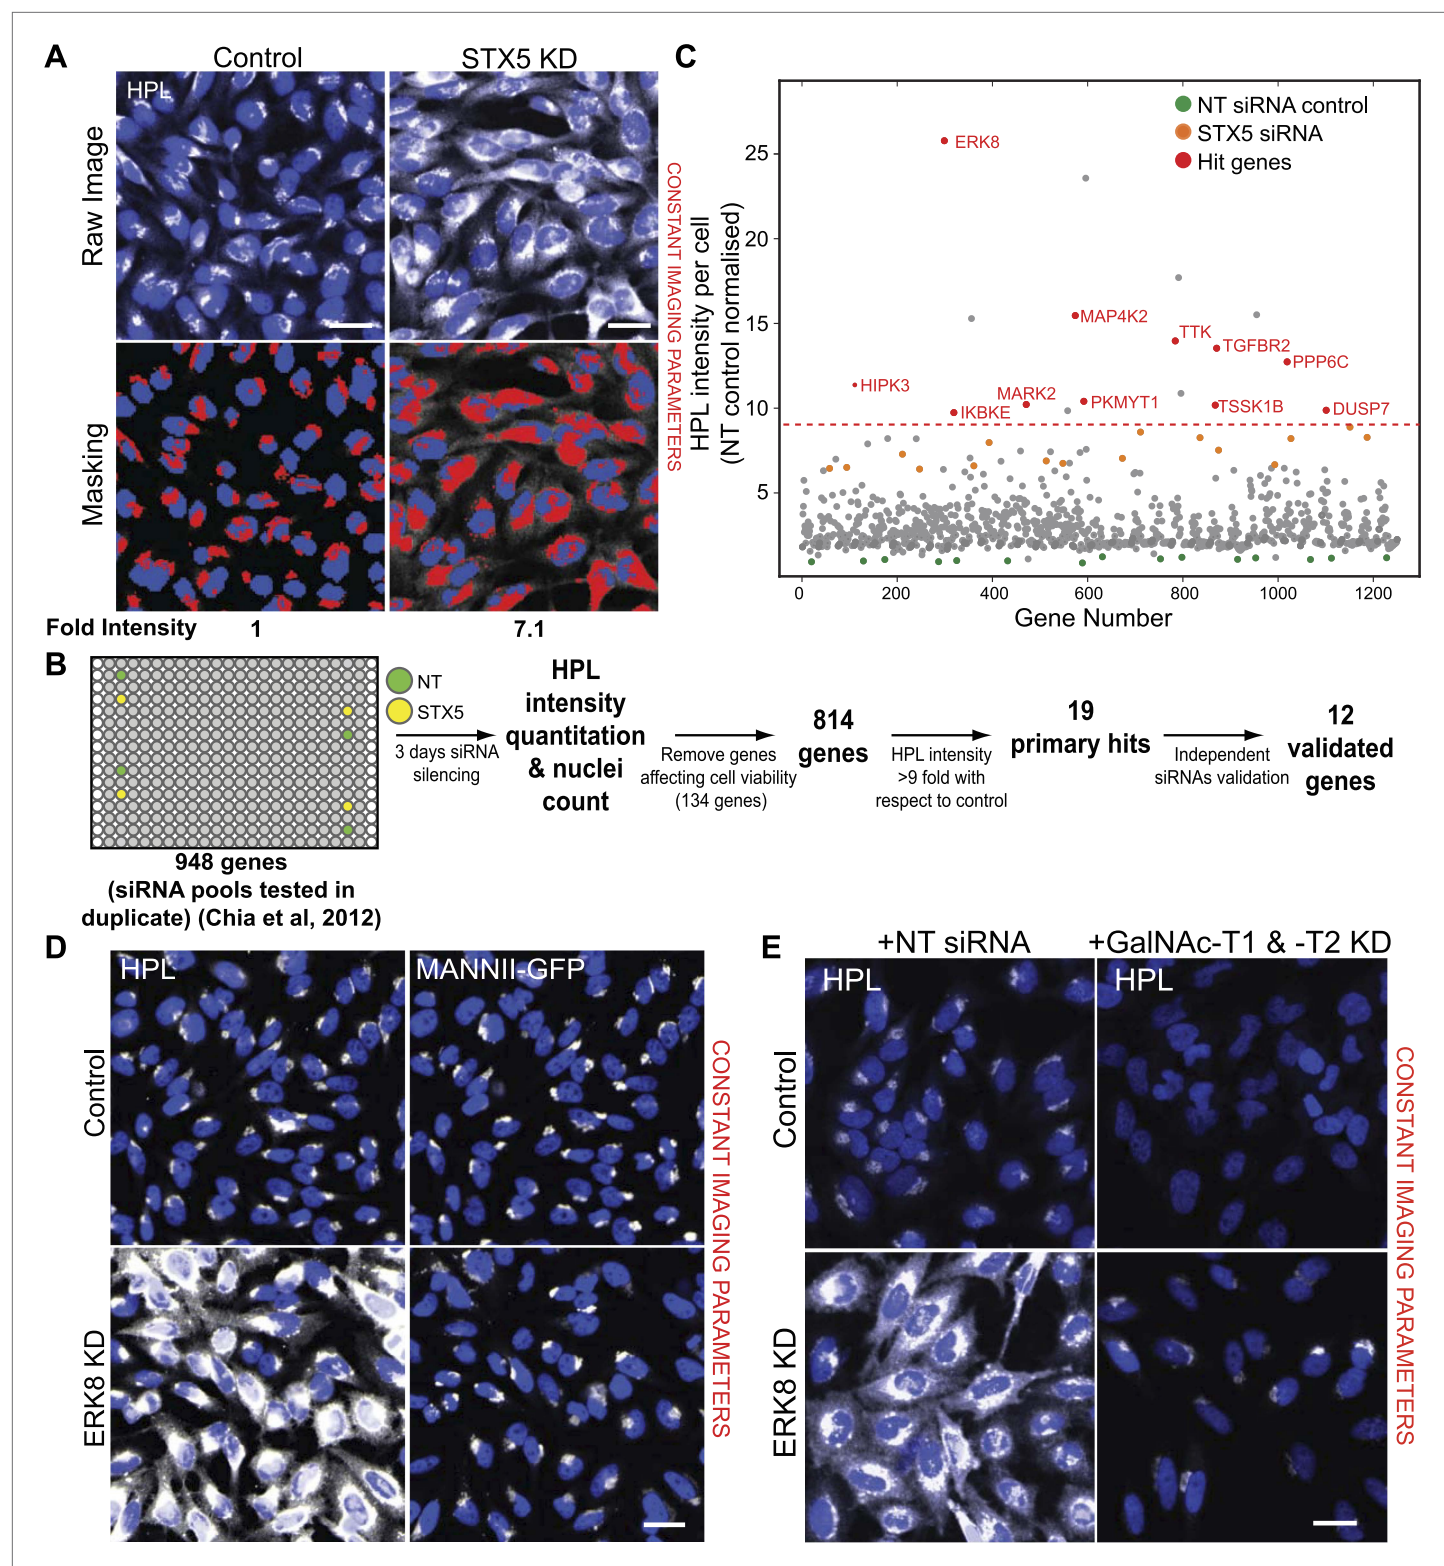 A
Control
STX5 KD
Raw Image
HPL
Masking
CONSTANT IMAGING PARAMETERS
Fold Intensity
1
7.1
C
HPL intensity per cell
(NT control normalised)
25
20
15
10
5
NT siRNA control
STX5 siRNA
Hit genes
ERK8
MAP4K2
TTK
TGFBR2
PPP6C
HIPK3
IKBKE
MARK2
PKMYT1
TSSK1B
DUSP7
0
200
400
600
800
1000
1200
Gene Number
B
NT
STX5
948 genes
(siRNA pools tested in
duplicate) (Chia et al, 2012)
3 days siRNA
silencing
HPL
intensity
quantitation
& nuclei
count
Remove genes
affecting cell viability
(134 genes)
814
genes
HPL intensity
>9 fold with
respect to control
19
primary hits
Independent
siRNAs validation
12
validated
genes
D
HPL
MANNII-GFP
Control
ERK8 KD
CONSTANT IMAGING PARAMETERS
E
+NT siRNA
+GalNAc-T1 & -T2 KD
HPL
HPL
Control
ERK8 KD
CONSTANT IMAGING PARAMETERS